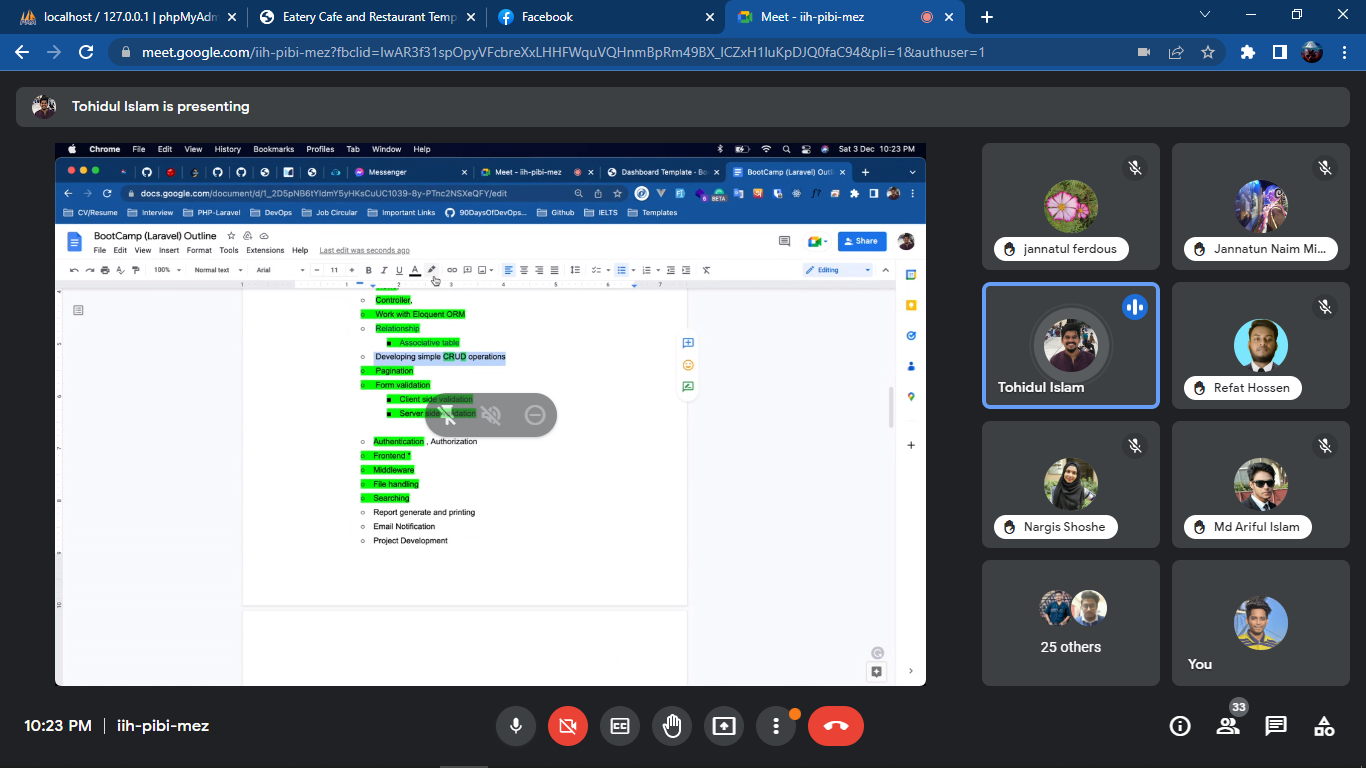 localhost / 127.0.0.1 | phpMyAdm
Eatery Cafe and Restaurant Temp
Facebook
Meet - iih-pibi-mez
meet.google.com/iih-pibi-mez?fbclid=IwAR3f31spOpyVFcbreXxLHHFWquVQHnmBpRm49BX_ICZxH1luKpDJQ0faC94&pli=1&authuser=1
Tohidul Islam is presenting
Chrome File Edit View History Bookmarks Profiles Tab Window Help
Sat 3 Dec 10:23 PM
Messenger
Meet - iih-pibi-mez
Dashboard Template - Bo
BootCamp (Laravel) Outli
docs.google.com/document/d/1_2D5pNB6tYIdmY5yHKsCuUC1039-8y-PTnc2NSXeQFY/edit
BETA
CV/Resume Interview PHP-Laravel DevOps Job Circular Important Links 90DaysOfDevOps... Github IELTS Templates
BootCamp (Laravel) Outline
File Edit View Insert Format Tools Extensions Help Last edit was seconds ago
Share
100% Normal text Arial 11 B I U A Editing
Controller,
Work with Eloquent ORM
Relationship
Associative table
Developing simple CRUD operations
Pagination
Form validation
Client side validation
Server side validation
Authentication , Authorization
Frontend *
Middleware
File handling
Searching
Report generate and printing
Email Notification
Project Development
jannatul ferdous
Jannatun Naim Mi...
Tohidul Islam
Refat Hossen
Nargis Shoshe
Md Ariful Islam
25 others
You
10:23 PM | iih-pibi-mez
33